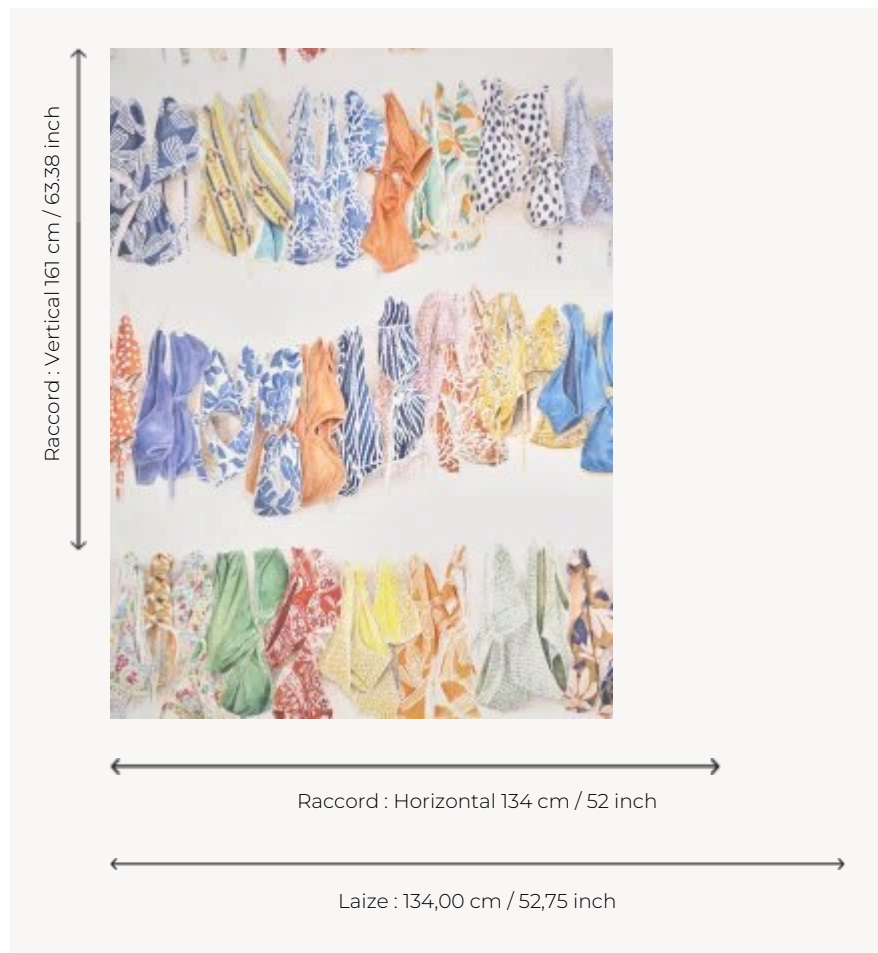 Raccord : Vertical 161 cm / 63.38 inch
Raccord : Horizontal 134 cm / 52 inch
Laize : 134,00 cm / 52,75 inch